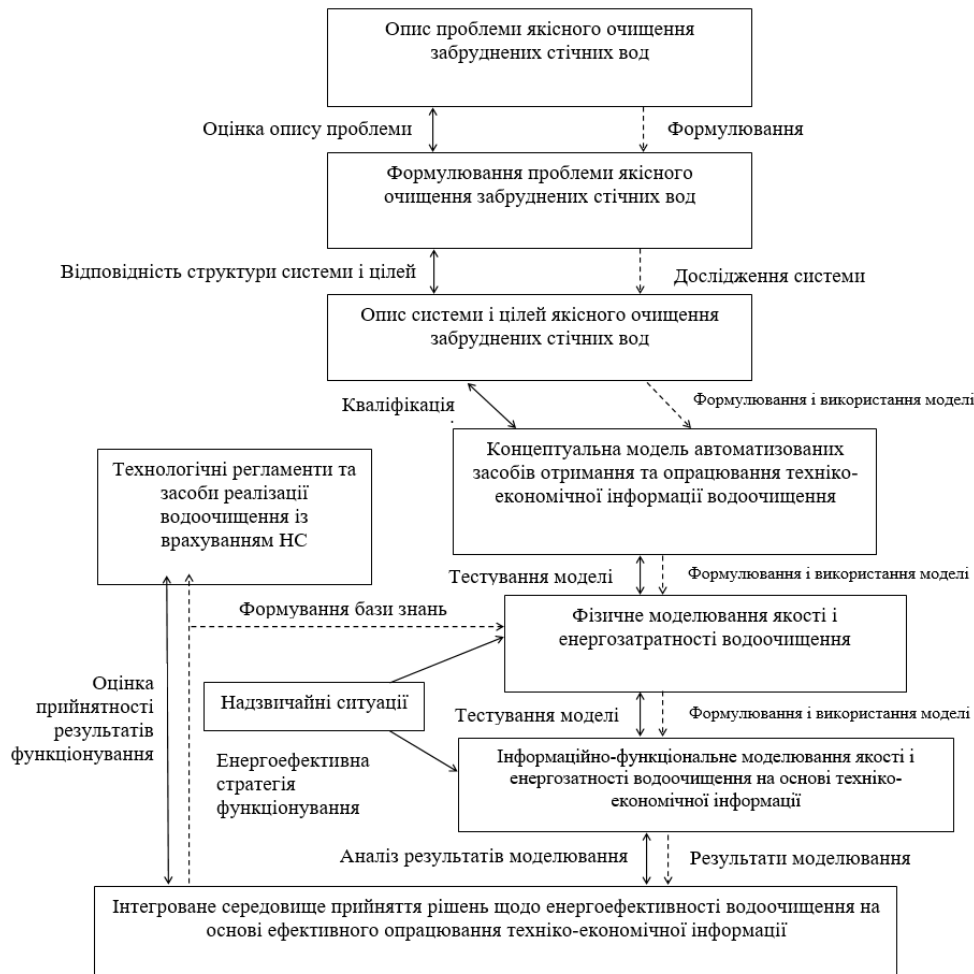 Опис проблеми якісного очищення
забруднених стічних вод
Оцінка опису проблеми
Формулювання
Формулювання проблеми якісного
очищення забруднених стічних вод
Відповідність структури системи і цілей
Дослідження системи
Опис системи і цілей якісного очищення
забруднених стічних вод
Кваліфікація
Формулювання і використання моделі
Концептуальна модель автоматизованих
засобів отримання та опрацювання техніко-
економічної інформації водоочищення
Технологічні регламенти та
засоби реалізації
водоочищення із
врахуванням НС
Тестування моделі
Формулювання і використання моделі
Формування бази знань
Фізичне моделювання якості і
енергозатратності водоочищення
Оцінка
прийнятності
результатів
функціонування
Надзвичайні ситуації
Тестування моделі
Формулювання і використання моделі
Енергоефективна
стратегія
функціонування
Інформаційно-функціональне моделювання якості і
енергозатності водоочищення на основі техніко-
економічної інформації
Аналіз результатів моделювання
Результати моделювання
Інтегроване середовище прийняття рішень щодо енергоефективності водоочищення на
основі ефективного опрацювання техніко-економічної інформації